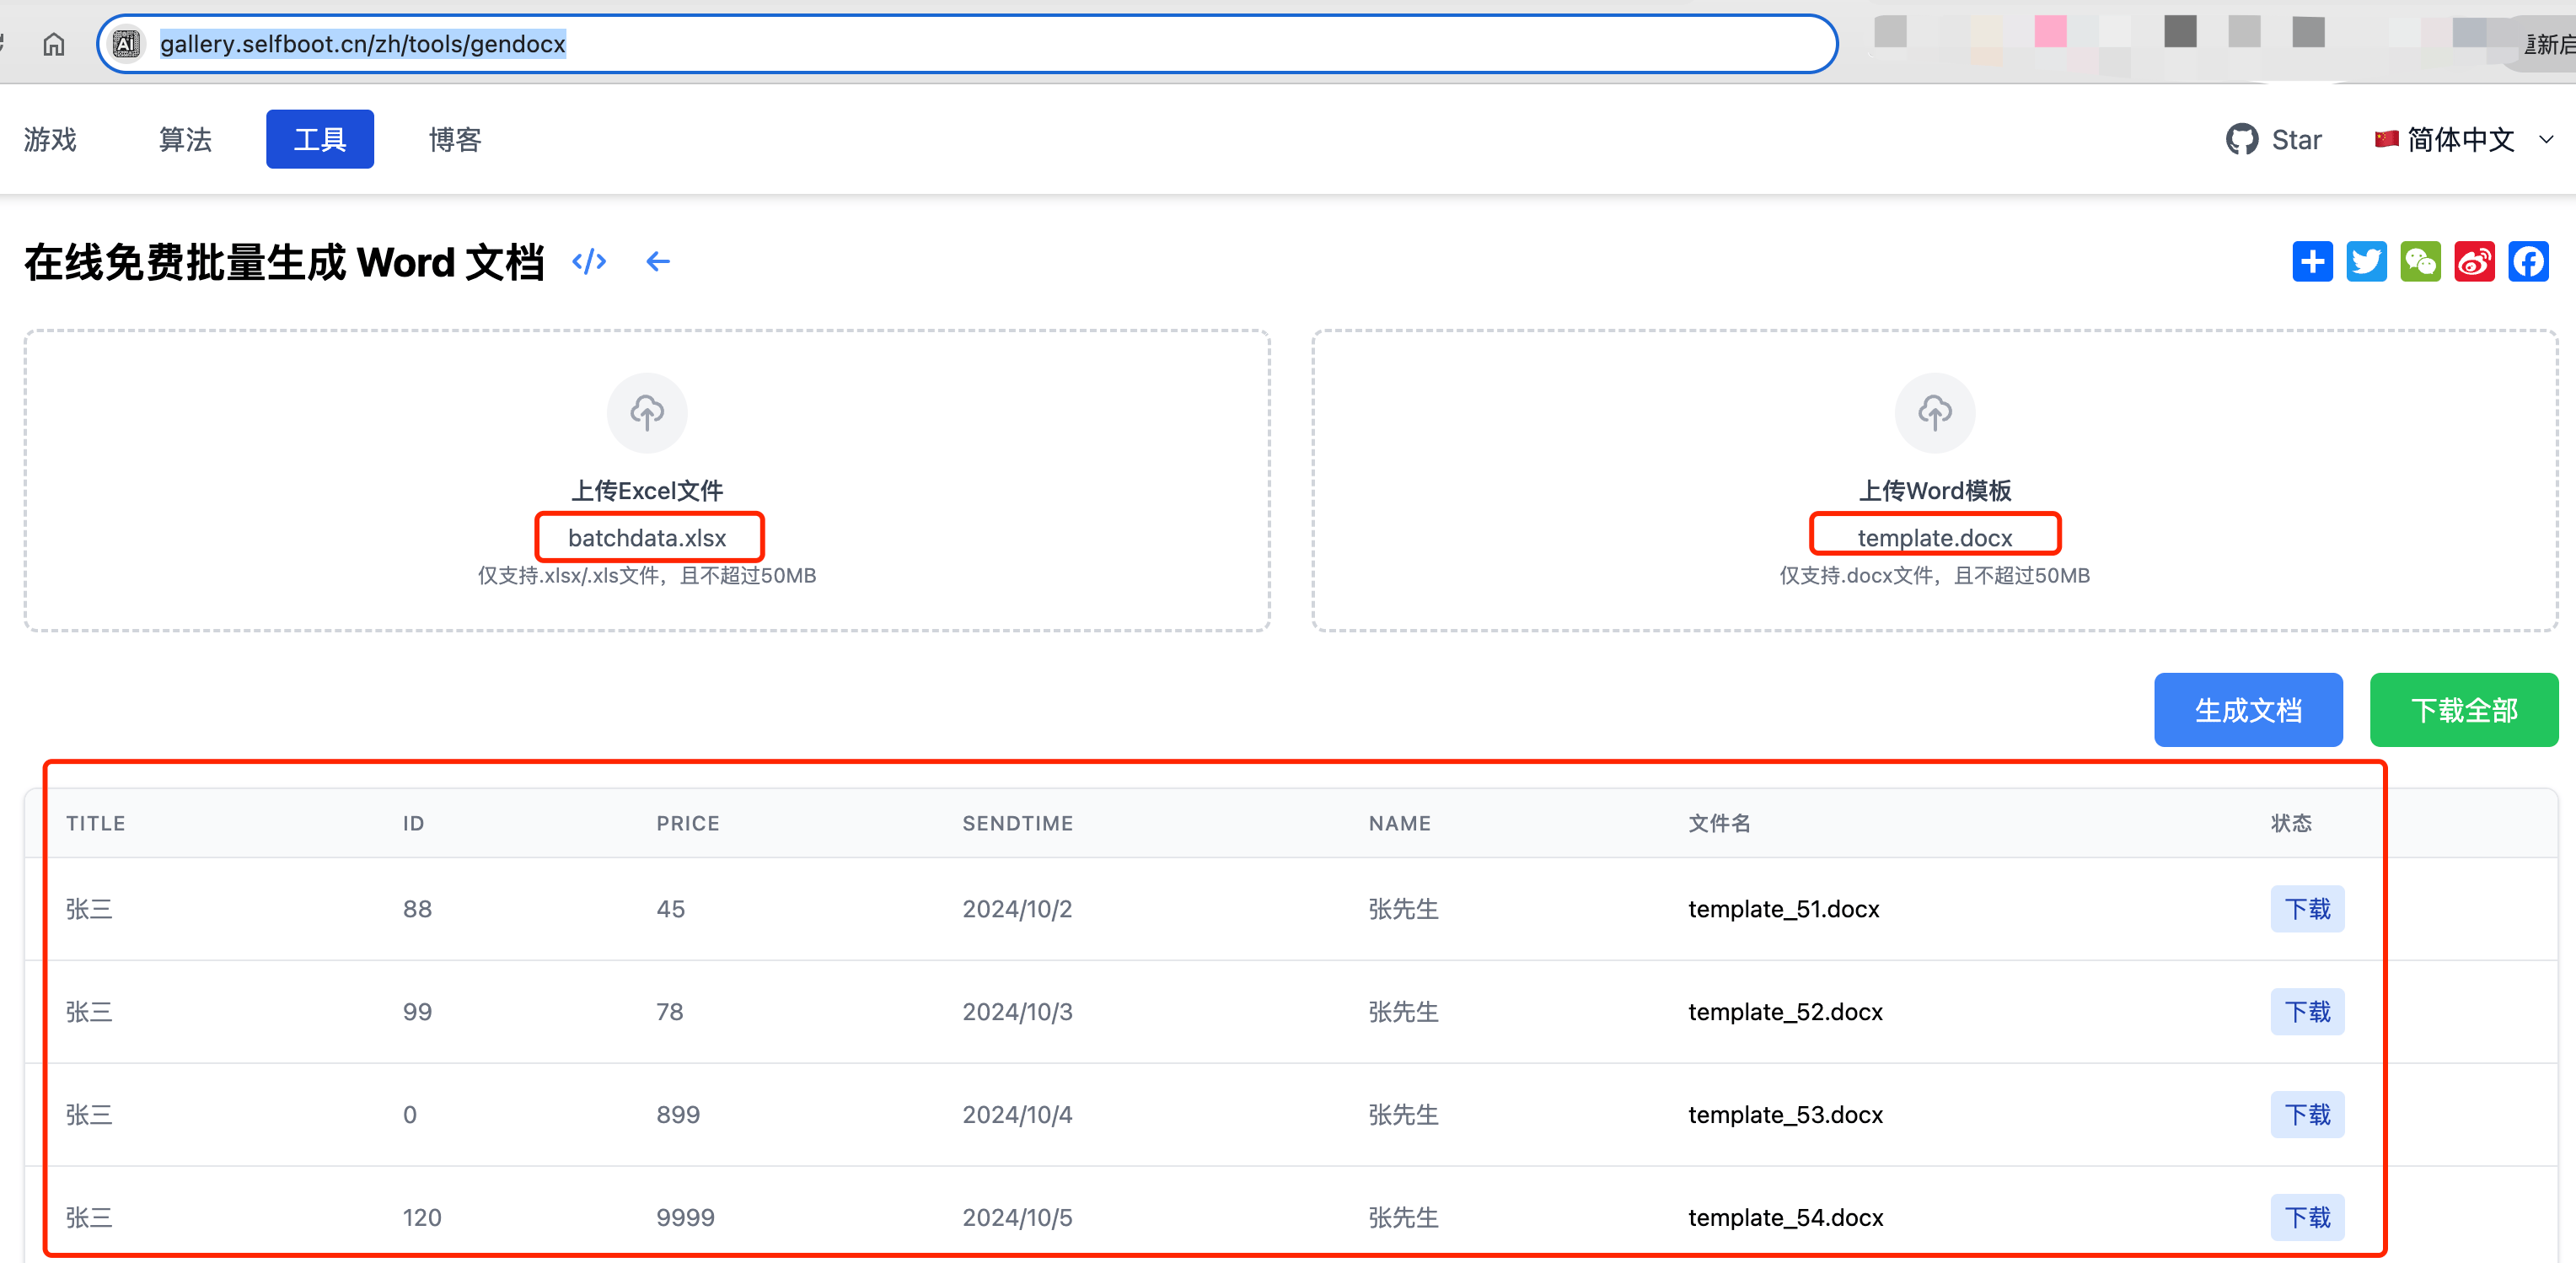 gallery.selfboot.cn/zh/tools/gendocx
新启
游戏 算法 工具 博客 Star 简体中文
在线免费批量生成 Word 文档 </>
上传Excel文件
batchdata.xlsx
仅支持.xlsx/.xls文件，且不超过50MB
上传Word模板
template.docx
仅支持.docx文件，且不超过50MB
生成文档 下载全部
TITLE ID PRICE SENDTIME NAME 文件名 状态
张三 88 45 2024/10/2 张先生 template_51.docx 下载
张三 99 78 2024/10/3 张先生 template_52.docx 下载
张三 0 899 2024/10/4 张先生 template_53.docx 下载
张三 120 9999 2024/10/5 张先生 template_54.docx 下载